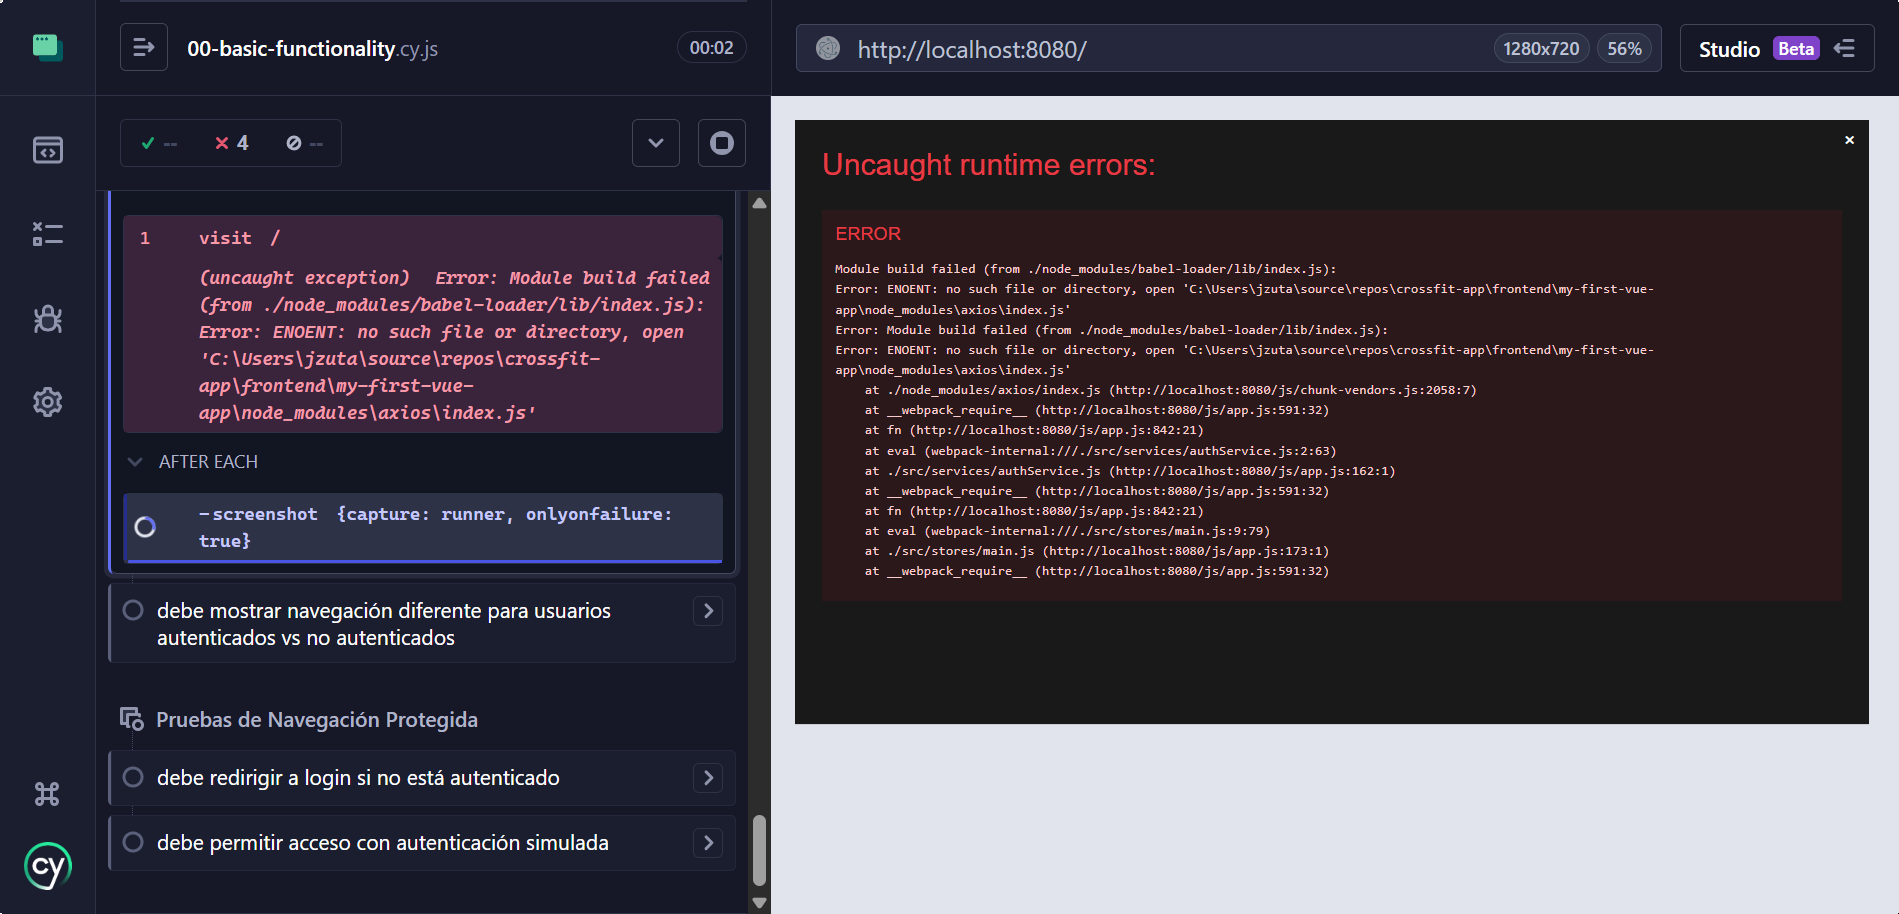 00-basic-functionality.cy.js
00:02
-- 4 --
1 visit /
(uncaught exception) Error: Module build failed
(from ./node_modules/babel-loader/lib/index.js):
Error: ENOENT: no such file or directory, open
'C:\Users\jzuta\source\repos\crossfit-
app\frontend\my-first-vue-
app\node_modules\axios\index.js'
AFTER EACH
-screenshot {capture: runner, onlyonfailure:
true}
debe mostrar navegación diferente para usuarios
autenticados vs no autenticados
Pruebas de Navegación Protegida
debe redirigir a login si no está autenticado
debe permitir acceso con autenticación simulada
cy
http://localhost:8080/
1280x720
56%
Studio Beta
Uncaught runtime errors:
×
ERROR
Module build failed (from ./node_modules/babel-loader/lib/index.js):
Error: ENOENT: no such file or directory, open 'C:\Users\jzuta\source\repos\crossfit-app\frontend\my-first-vue-
app\node_modules\axios\index.js'
Error: Module build failed (from ./node_modules/babel-loader/lib/index.js):
Error: ENOENT: no such file or directory, open 'C:\Users\jzuta\source\repos\crossfit-app\frontend\my-first-vue-
app\node_modules\axios\index.js'
at ./node_modules/axios/index.js (http://localhost:8080/js/chunk-vendors.js:2058:7)
at __webpack_require__ (http://localhost:8080/js/app.js:591:32)
at fn (http://localhost:8080/js/app.js:842:21)
at eval (webpack-internal:///./src/services/authService.js:2:63)
at ./src/services/authService.js (http://localhost:8080/js/app.js:162:1)
at __webpack_require__ (http://localhost:8080/js/app.js:591:32)
at fn (http://localhost:8080/js/app.js:842:21)
at eval (webpack-internal:///./src/stores/main.js:9:79)
at ./src/stores/main.js (http://localhost:8080/js/app.js:173:1)
at __webpack_require__ (http://localhost:8080/js/app.js:591:32)